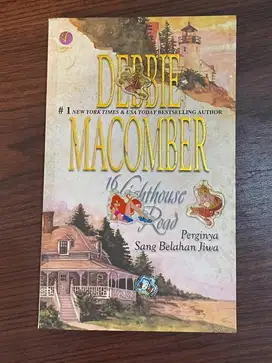 DEBBIE
#1 NEW YORK TIMES & USA TODAY BESTSELLING AUTHOR
MACOMBER
16 Lighthouse
Road
Perginya
Sang Belahan Jiwa